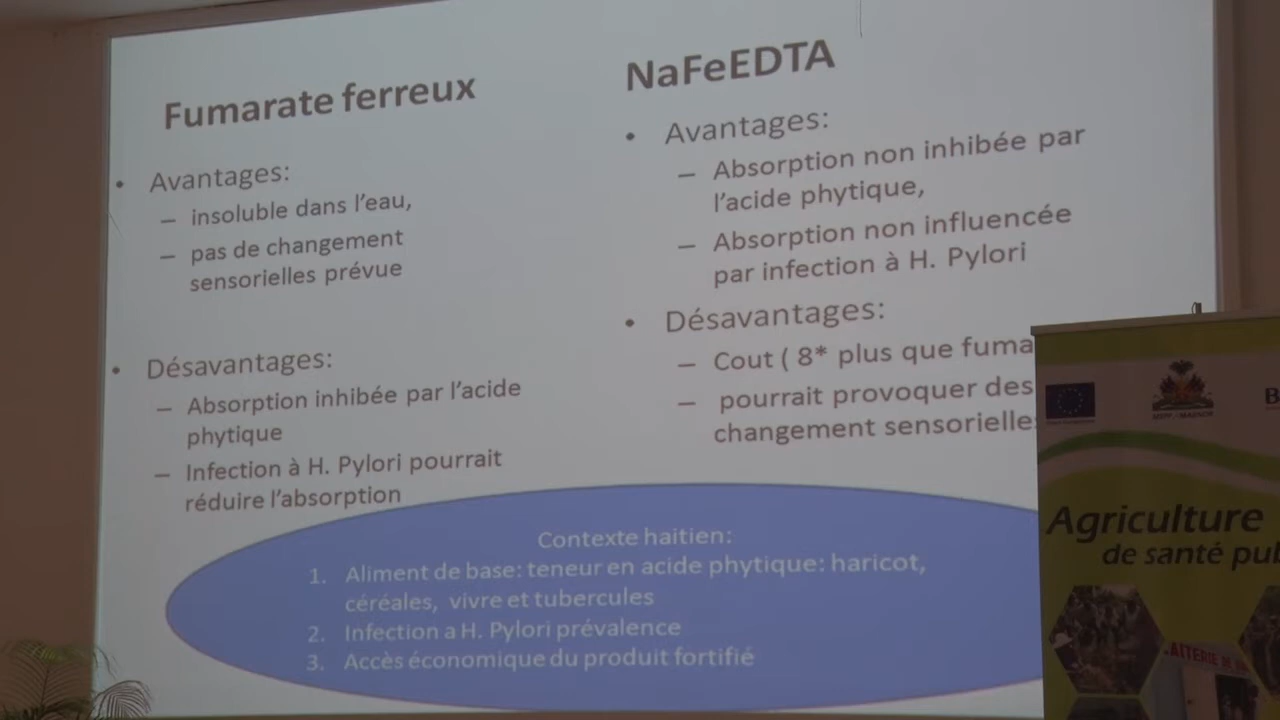 Fumarate ferreux
• Avantages:
– insoluble dans l'eau,
– pas de changement
sensorielles prévue
• Désavantages:
– Absorption inhibée par l'acide
phytique
– Infection à H. Pylori pourrait
réduire l'absorption
NaFeEDTA
• Avantages:
– Absorption non inhibée par
l'acide phytique,
– Absorption non influencée
par infection à H. Pylori
• Désavantages:
– Cout ( 8* plus que fuma
– pourrait provoquer des
changement sensorielle
Contexte haitien:
1. Aliment de base: teneur en acide phytique: haricot,
céréales, vivre et tubercules
2. Infection a H. Pylori prévalence
3. Accès économique du produit fortifié
Agriculture
de santé pub